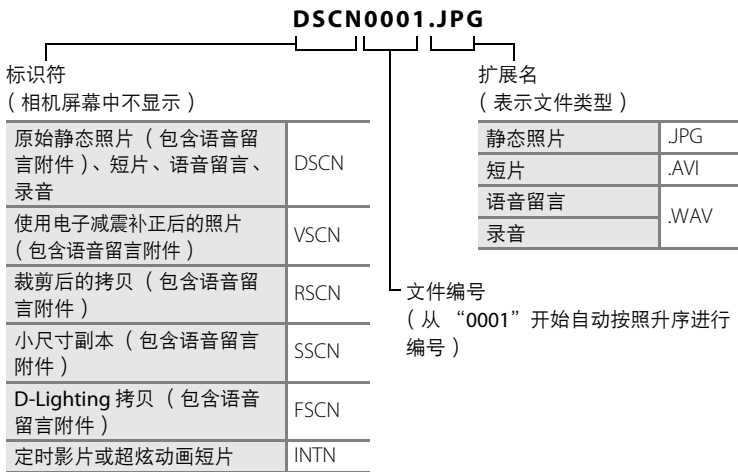 DSCN0001.JPG
标识符
（相机屏幕中不显示）
原始静态照片（包含语音留
言附件）、短片、语音留言、
录音
DSCN
使用电子减震补正后的照片
（包含语音留言附件）
VSCN
裁剪后的拷贝（包含语音留
言附件）
RSCN
小尺寸副本（包含语音留言
附件）
SSCN
D-Lighting 拷贝（包含语音
留言附件）
FSCN
定时影片或超炫动画短片
INTN
扩展名
（表示文件类型）
静态照片
.JPG
短片
.AVI
语音留言
.WAV
录音
文件编号
（从 “0001” 开始自动按照升序进行
编号）